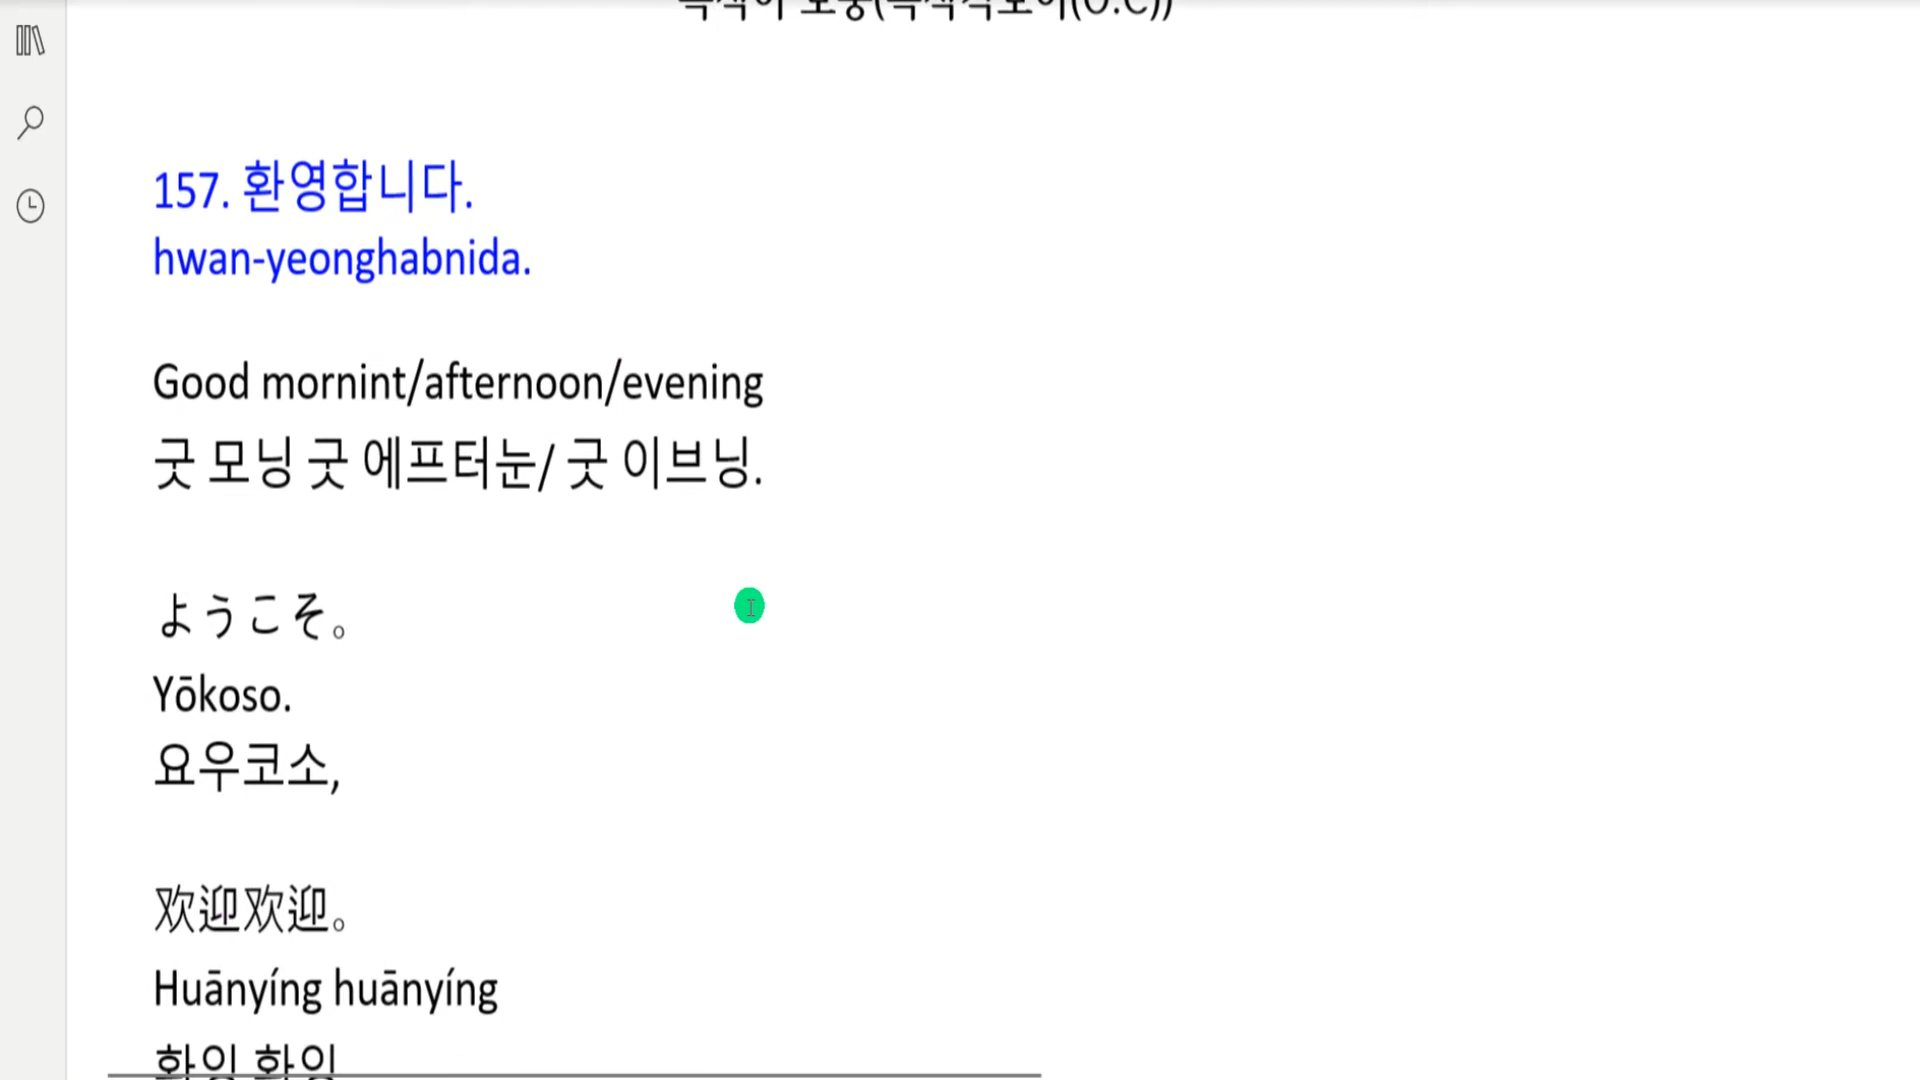 157. 환영합니다.
hwan-yeonghabnida.
Good mornint/afternoon/evening
굿 모닝 굿 에프터눈/ 굿 이브닝.
ようこそ。
Yōkoso.
요우코소,
欢迎欢迎。
Huānyíng huānyíng